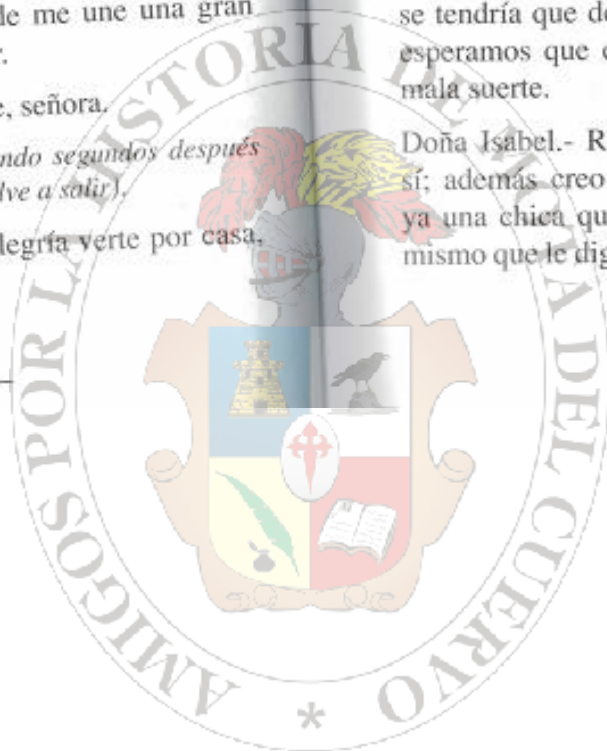 le me une una gran
e, señora.
ndo segundos después
lve a salir).
legría verte por casa,
se tendría que de
esperamos que e
mala suerte.
Doña Isabel.- R
sí; además creo
ya una chica qu
mismo que le dig
AMIGOS POR LA HISTORIA DE MOTA DEL CUERVO
*